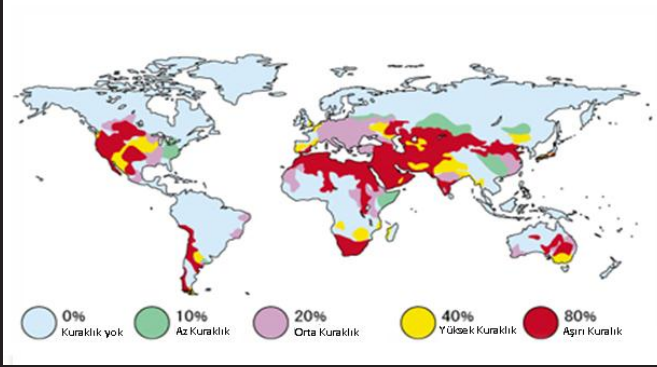 0%
Kuraklık yok
10%
Az Kuraklık
20%
Orta Kuraklık
40%
Yüksek Kuraklık
80%
Aşırı Kuralık